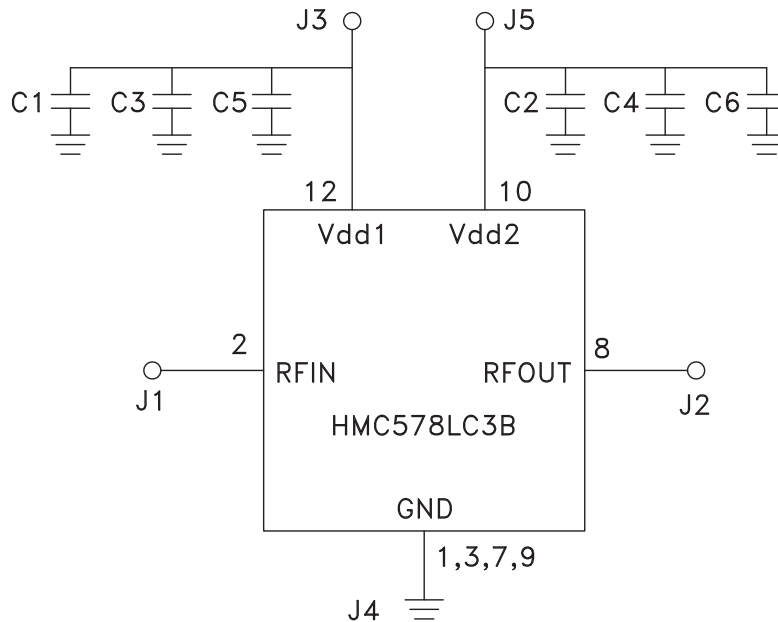 J3 J5
C1 C3 C5 C2 C4 C6
12 10
Vdd1 Vdd2
2 8
RFIN RFOUT
J1 J2
HMC578LC3B
GND
1,3,7,9
J4